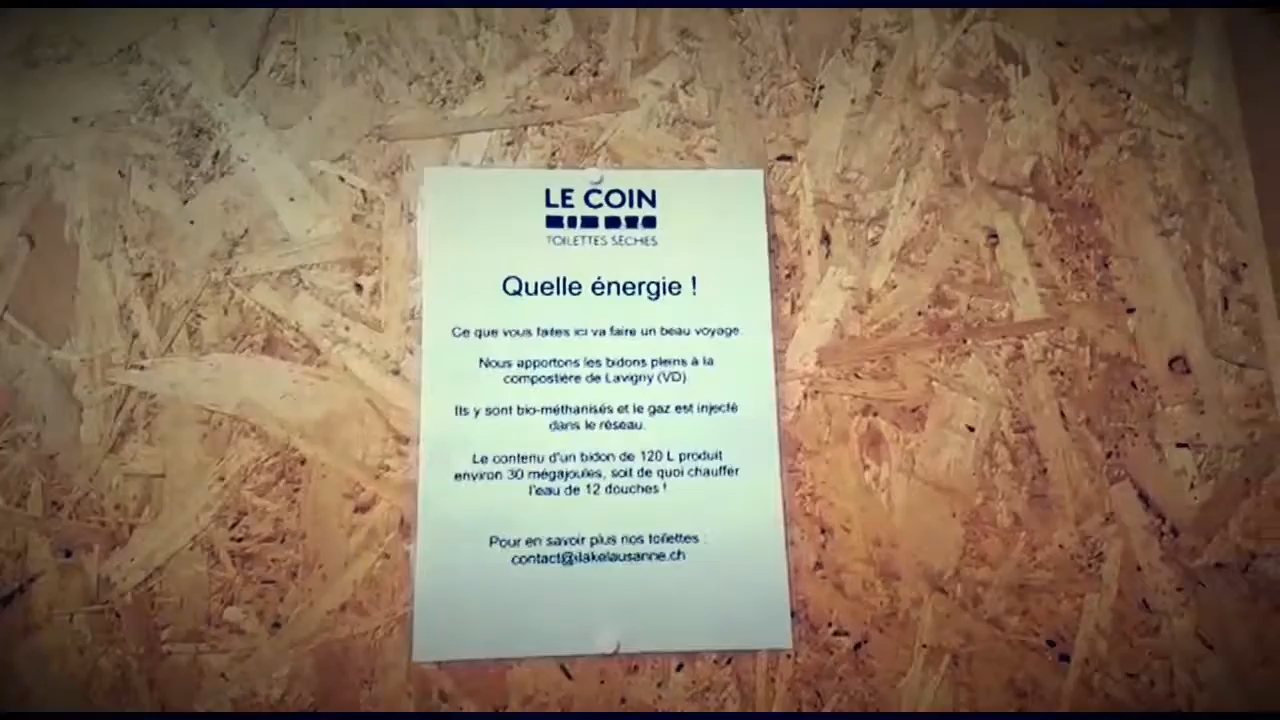 LE COIN
TOILETTES SÈCHES
Quelle énergie !
Ce que vous faites ici va faire un beau voyage.
Nous apportons les bidons pleins à la
compostière de Lavigny (VD)
Ils y sont bio-méthanisés et le gaz est injecté
dans le réseau.
Le contenu d'un bidon de 120 L produit
environ 30 mégajoules, soit de quoi chauffer
l'eau de 12 douches !
Pour en savoir plus nos toilettes :
contact@ilakelausanne.ch